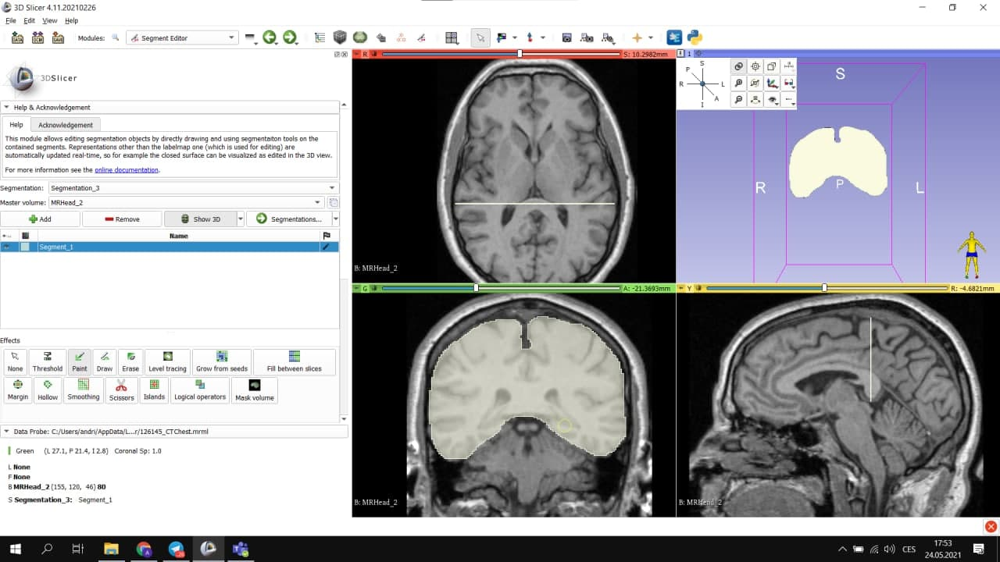 3D Slicer 4.11.20210226
File Edit View Help
DATA DCM SAVE Modules: Segment Editor
3DSlicer
Help & Acknowledgement
Help Acknowledgement
This module allows editing segmentation objects by directly drawing and using segmentaiton tools on the
contained segments. Representations other than the labelmap one (which is used for editing) are
automatically updated real-time, so for example the closed surface can be visualized as edited in the 3D view.
For more information see the online documentation.
Segmentation: Segmentation_3
Master volume: MRHead_2
Add Remove Show 3D Segmentations...
Name
Segment_1
Effects
None Threshold Paint Draw Erase Level tracing Grow from seeds Fill between slices
Margin Hollow Smoothing Scissors Islands Logical operators Mask volume
Data Probe: C:/Users/andri/AppData/L...r/126145_CTChest.mrml
Green (L 27.1, P 21.4, I 2.8) Coronal Sp: 1.0
L None
F None
B MRHead_2 (155, 120, 46) 80
S Segmentation_3: Segment_1
R S: 10.2982mm
B: MRHead_2
1
S
P
R L
A
I
S
R P L
G A: -21.3693mm
B: MRHead_2
Y R: -4.6821mm
B: MRHead_2
CES
17:53
24.05.2021